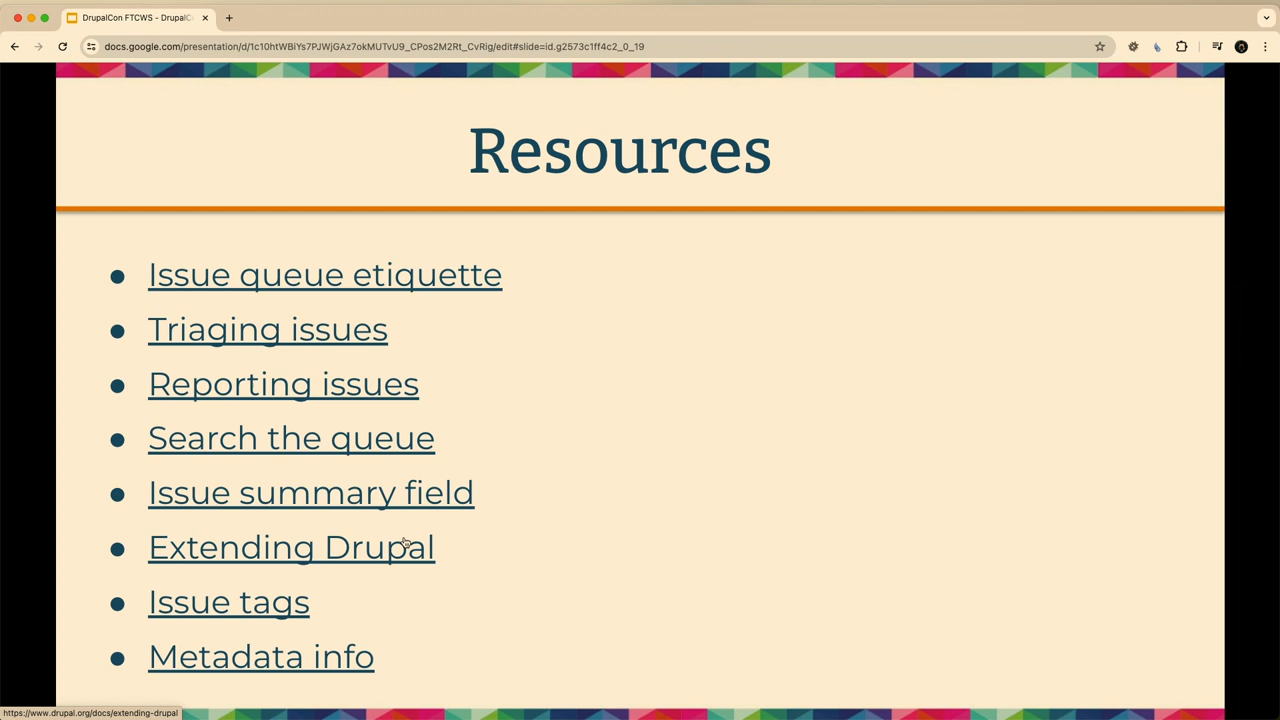 DrupalCon FTCWS - DrupalC
docs.google.com/presentation/d/1c10htWBiYs7PJWjGAz7okMUTvU9_CPos2M2Rt_CvRig/edit#slide=id.g2573c1ff4c2_0_19
Resources
Issue queue etiquette
Triaging issues
Reporting issues
Search the queue
Issue summary field
Extending Drupal
Issue tags
Metadata info
https://www.drupal.org/docs/extending-drupal